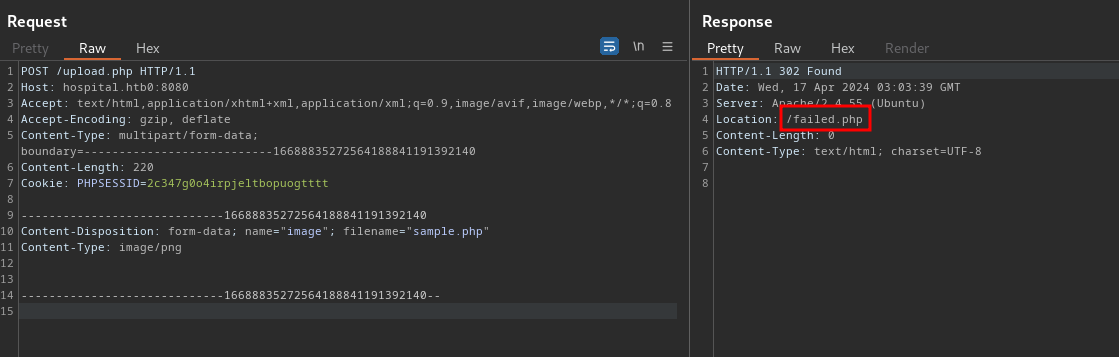 Request
Pretty Raw Hex \n
1 POST /upload.php HTTP/1.1
2 Host: hospital.htb0:8080
3 Accept: text/html,application/xhtml+xml,application/xml;q=0.9,image/avif,image/webp,*/*;q=0.8
4 Accept-Encoding: gzip, deflate
5 Content-Type: multipart/form-data;
boundary=---------------------------166888352725641888411913921​40
6 Content-Length: 220
7 Cookie: PHPSESSID=2c347g0o4irpjeltbopuogtttt
8
9 -----------------------------16688835272564188841191392140
10 Content-Disposition: form-data; name="image"; filename="sample.php"
11 Content-Type: image/png
12
13
14 -----------------------------16688835272564188841191392140--
15
Response
Pretty Raw Hex Render
1 HTTP/1.1 302 Found
2 Date: Wed, 17 Apr 2024 03:03:39 GMT
3 Server: Apache/2.4.55 (Ubuntu)
4 Location: /failed.php
5 Content-Length: 0
6 Content-Type: text/html; charset=UTF-8
7
8